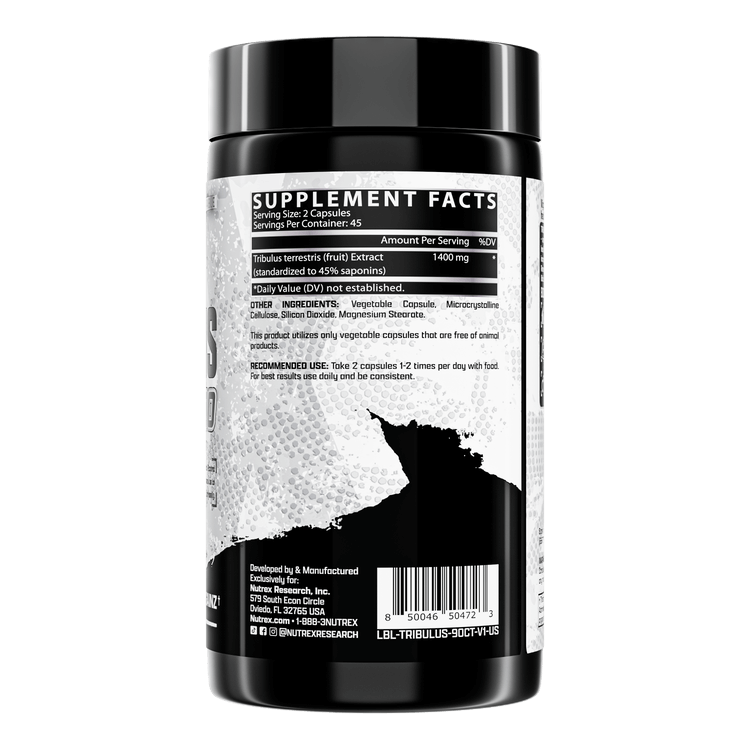 SUPPLEMENT FACTS
Serving Size: 2 Capsules
Servings Per Container: 45
Amount Per Serving %DV
Tribulus terrestris (fruit) Extract 1400 mg *
(standardized to 45% saponins)
*Daily Value (DV) not established.
OTHER INGREDIENTS: Vegetable Capsule, Microcrystalline
Cellulose, Silicon Dioxide, Magnesium Stearate.
This product utilizes only vegetable capsules that are free of animal
products.
RECOMMENDED USE: Take 2 capsules 1-2 times per day with food.
For best results use daily and be consistent.
Developed by & Manufactured
Exclusively for:
Nutrex Research, Inc.
579 South Econ Circle
Oviedo, FL 32765 USA
Nutrex.com • 1-888-3NUTREX
@NUTREXRESEARCH
8 50046 50472 3
LBL-TRIBULUS-90CT-V1-US